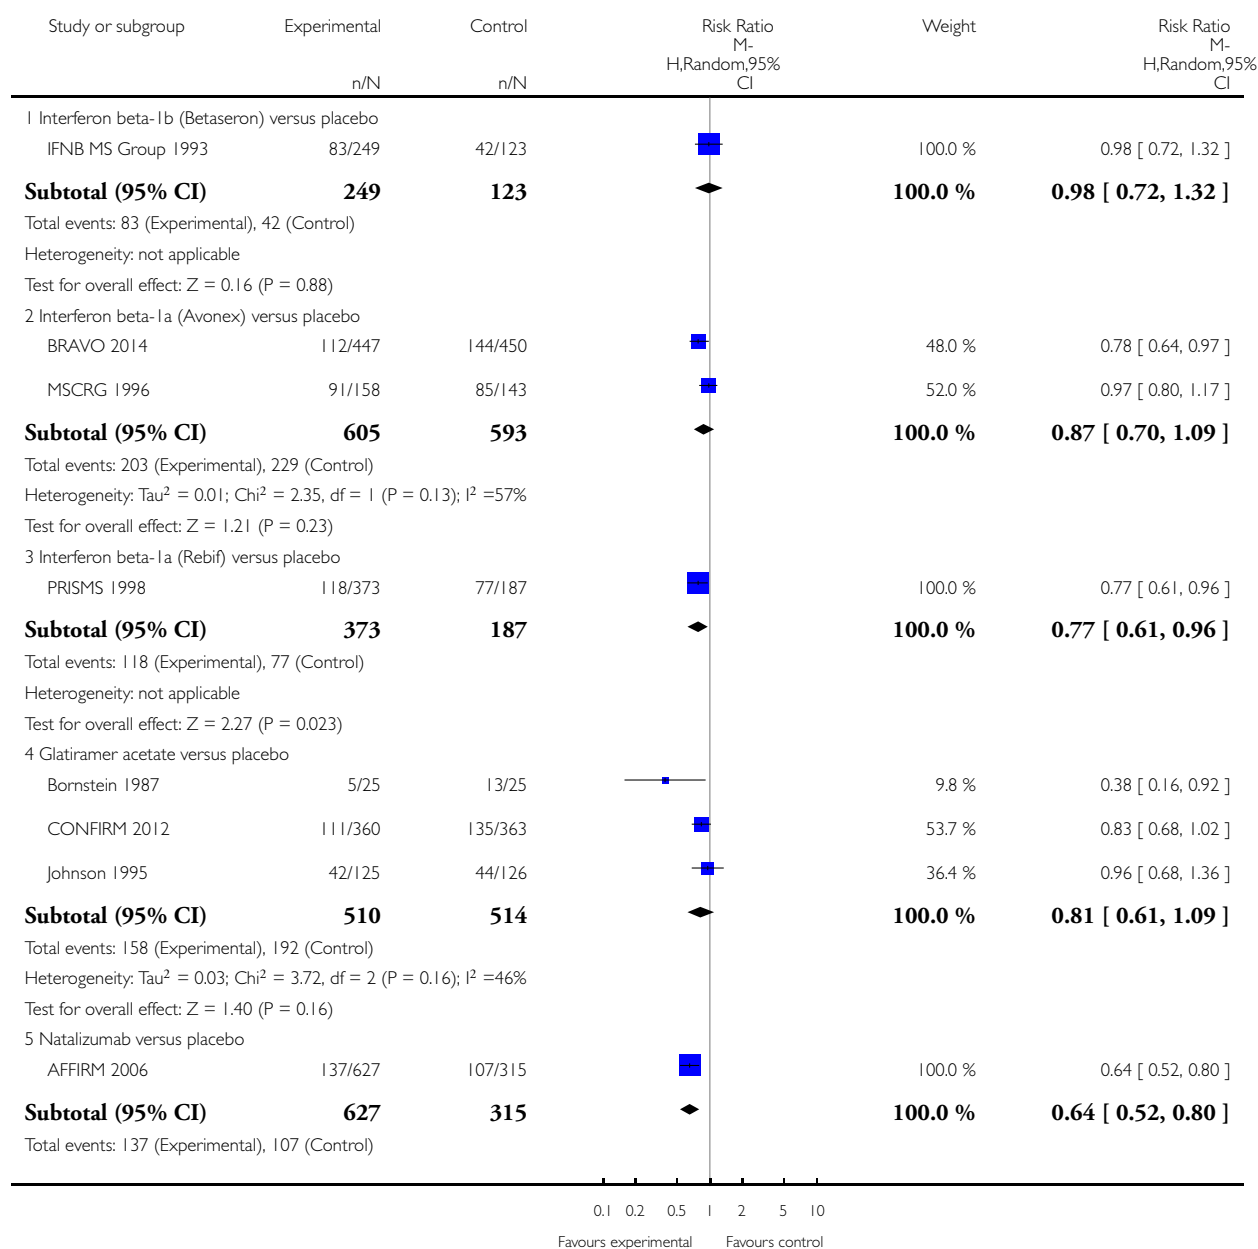 Study or subgroup Experimental Control Risk Ratio Weight Risk Ratio
M- M-
H,Random,95% H,Random,95%
n/N n/N CI CI
1 Interferon beta-1b (Betaseron) versus placebo
IFNB MS Group 1993 83/249 42/123 100.0 % 0.98 [ 0.72, 1.32 ]
Subtotal (95% CI) 249 123 100.0 % 0.98 [ 0.72, 1.32 ]
Total events: 83 (Experimental), 42 (Control)
Heterogeneity: not applicable
Test for overall effect: Z = 0.16 (P = 0.88)
2 Interferon beta-1a (Avonex) versus placebo
BRAVO 2014 112/447 144/450 48.0 % 0.78 [ 0.64, 0.97 ]
MSCRG 1996 91/158 85/143 52.0 % 0.97 [ 0.80, 1.17 ]
Subtotal (95% CI) 605 593 100.0 % 0.87 [ 0.70, 1.09 ]
Total events: 203 (Experimental), 229 (Control)
Heterogeneity: Tau² = 0.01; Chi² = 2.35, df = 1 (P = 0.13); I² =57%
Test for overall effect: Z = 1.21 (P = 0.23)
3 Interferon beta-1a (Rebif) versus placebo
PRISMS 1998 118/373 77/187 100.0 % 0.77 [ 0.61, 0.96 ]
Subtotal (95% CI) 373 187 100.0 % 0.77 [ 0.61, 0.96 ]
Total events: 118 (Experimental), 77 (Control)
Heterogeneity: not applicable
Test for overall effect: Z = 2.27 (P = 0.023)
4 Glatiramer acetate versus placebo
Bornstein 1987 5/25 13/25 9.8 % 0.38 [ 0.16, 0.92 ]
CONFIRM 2012 111/360 135/363 53.7 % 0.83 [ 0.68, 1.02 ]
Johnson 1995 42/125 44/126 36.4 % 0.96 [ 0.68, 1.36 ]
Subtotal (95% CI) 510 514 100.0 % 0.81 [ 0.61, 1.09 ]
Total events: 158 (Experimental), 192 (Control)
Heterogeneity: Tau² = 0.03; Chi² = 3.72, df = 2 (P = 0.16); I² =46%
Test for overall effect: Z = 1.40 (P = 0.16)
5 Natalizumab versus placebo
AFFIRM 2006 137/627 107/315 100.0 % 0.64 [ 0.52, 0.80 ]
Subtotal (95% CI) 627 315 100.0 % 0.64 [ 0.52, 0.80 ]
Total events: 137 (Experimental), 107 (Control)
0.1 0.2 0.5 1 2 5 10
Favours experimental Favours control